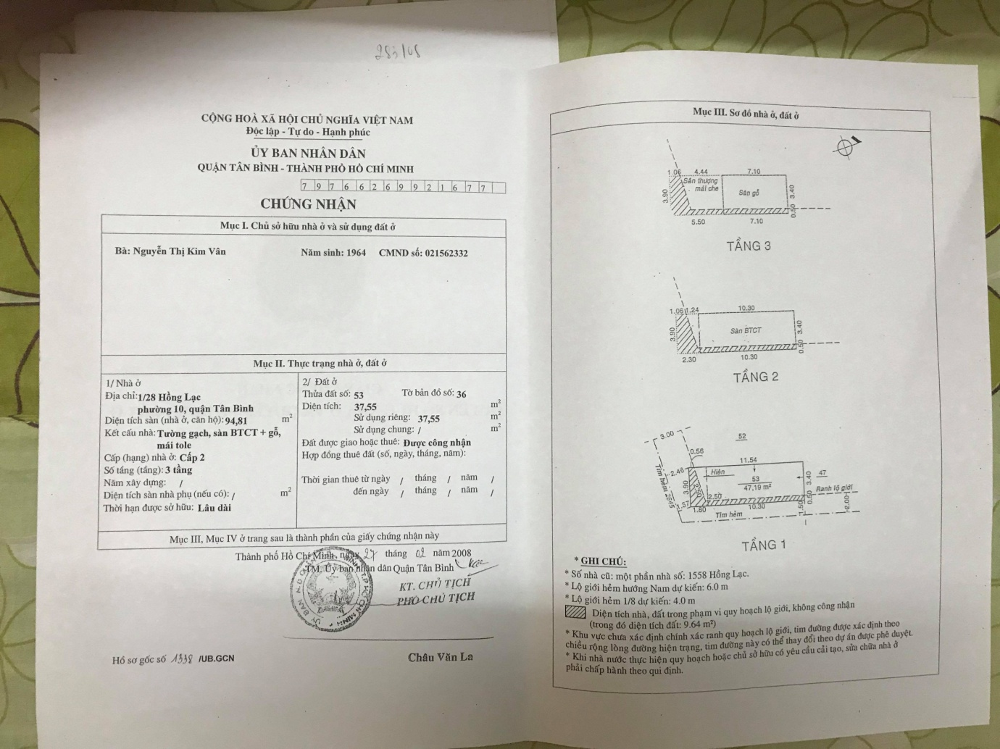 283/08
CỘNG HOÀ XÃ HỘI CHỦ NGHĨA VIỆT NAM
Độc lập - Tự do - Hạnh phúc
ỦY BAN NHÂN DÂN
QUẬN TÂN BÌNH - THÀNH PHỐ HỒ CHÍ MINH
7 9 7 6 6 2 6 9 9 2 1 6 7 7
CHỨNG NHẬN
Mục I. Chủ sở hữu nhà ở và sử dụng đất ở
Bà: Nguyễn Thị Kim Vân Năm sinh: 1964 CMND số: 021562332
Mục II. Thực trạng nhà ở, đất ở
1/ Nhà ở
Địa chỉ:1/28 Hồng Lạc
phường 10, quận Tân Bình
Diện tích sàn (nhà ở, căn hộ): 94,81 m²
Kết cấu nhà: Tường gạch, sàn BTCT + gỗ,
mái tole
Cấp (hạng) nhà ở: Cấp 2
Số tầng (tầng): 3 tầng
Năm xây dựng: /
Diện tích sàn nhà phụ (nếu có): / m²
Thời hạn được sở hữu: Lâu dài
2/ Đất ở
Thửa đất số: 53 Tờ bản đồ số: 36
Diện tích: 37,55 m²
Sử dụng riêng: 37,55 m²
Sử dụng chung: / m²
Đất được giao hoặc thuê: Được công nhận
Hợp đồng thuê đất (số, ngày, tháng, năm):
Thời gian thuê từ ngày / tháng / năm /
đến ngày / tháng / năm /
Mục III, Mục IV ở trang sau là thành phần của giấy chứng nhận này
Thành phố Hồ Chí Minh, ngày 27 tháng 02 năm 2008
TM. Ủy ban nhân dân Quận Tân Bình
KT. CHỦ TỊCH
PHÓ CHỦ TỊCH
Châu Văn La
Hồ sơ gốc số 1338 /UB.GCN
Mục III. Sơ đồ nhà ở, đất ở
1.06 4.44 7.10
Sân thượng
mái che
Sàn gỗ
3.90
3.40
0.50
5.50 7.10
TẦNG 3
1.06 1.24 10.30
Sàn BTCT
3.90
3.40
0.50
2.30 10.30
TẦNG 2
3.00
52
0.56
11.54
2.46
Hiên
53
47,19 m²
47
3.90
3.40
0.50
Ranh lộ giới
2.50
1.37
1.80
10.30
Tim hẻm
1.50
2.00
TẦNG 1
* GHI CHÚ:
* Số nhà cũ: một phần nhà số: 1558 Hồng Lạc.
* Lộ giới hẻm hướng Nam dự kiến: 6.0 m
* Lộ giới hẻm 1/8 dự kiến: 4.0 m
Diện tích nhà, đất trong phạm vi quy hoạch lộ giới, không công nhận
(trong đó diện tích đất: 9.64 m²)
* Khu vực chưa xác định chính xác ranh quy hoạch lộ giới, tim đường được xác định theo
chiều rộng lòng đường hiện trạng, tim đường này có thể thay đổi theo dự án được phê duyệt.
* Khi nhà nước thực hiện quy hoạch hoặc chủ sở hữu có yêu cầu cải tạo, sửa chữa nhà ở
phải chấp hành theo qui định.